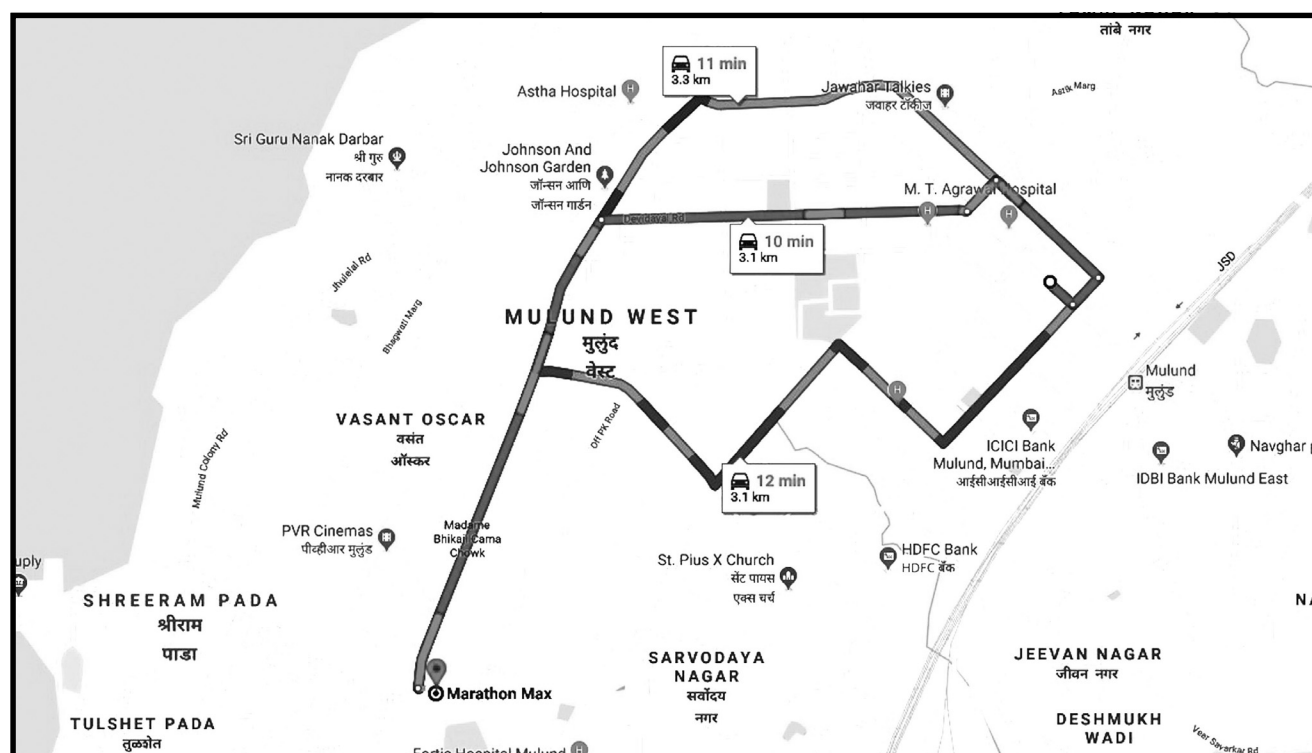 तांबे नगर
11 min
3.3 km
Astha Hospital
Jawahar Talkies
जवाहर टॉकीज
Astik Marg
Sri Guru Nanak Darbar
श्री गुरु
नानक दरबार
Johnson And
Johnson Garden
जॉन्सन आणि
जॉन्सन गार्डन
M. T. Agrawal Hospital
Devidayal Rd
10 min
3.1 km
JSD
Jhulelal Rd
Bhagwati Marg
MULUND WEST
मुलुंद
वेस्ट
Mulund
मुलुंड
VASANT OSCAR
वसंत
ऑस्कर
Off PK Road
ICICI Bank
Mulund, Mumbai...
आईसीआईसीआई बँक
Navghar
IDBI Bank Mulund East
Mulund Colony Rd
12 min
3.1 km
PVR Cinemas
पीव्हीआर मुलुंड
Madame
Bhikaji Cama
Chowk
HDFC Bank
HDFC बँक
St. Pius X Church
सेंट पायस
एक्स चर्च
uply
SHREERAM PADA
श्रीराम
पाडा
NA
SARVODAYA
NAGAR
सर्वोदय
नगर
JEEVAN NAGAR
जीवन नगर
Marathon Max
TULSHET PADA
तुळशेत
DESHMUKH
WADI
Veer Savarkar Rd
Fortis Hospital Mulund